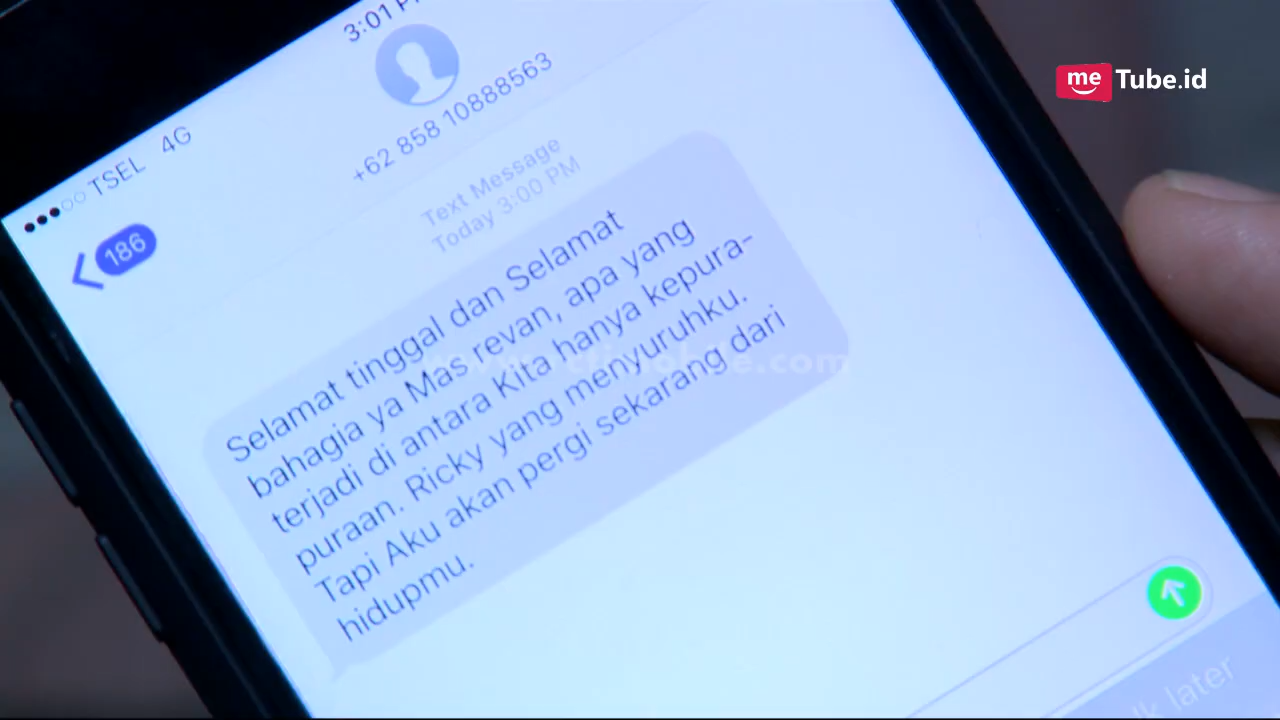 3:01
me Tube.id
TSEL 4G
+62 858 10888563
186
Text Message
Today 3:00 PM
Selamat tinggal dan Selamat
bahagia ya Mas revan, apa yang
terjadi di antara Kita hanya kepura-
puraan. Ricky yang menyuruhku.
Tapi Aku akan pergi sekarang dari
hidupmu.
later